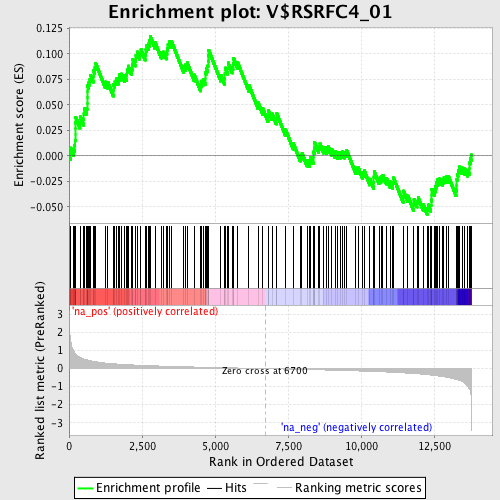 Enrichment plot: V$RSRFC4_01
Enrichment score (ES)
0.125
0.100
0.075
0.050
0.025
0.000
-0.025
-0.050
Ranked list metric (PreRanked)
'na_pos' (positively correlated)
3
2
1
0
-1
-2
-3
Zero cross at 6700
'na_neg' (negatively correlated)
0
2,500
5,000
7,500
10,000
12,500
Rank in Ordered Dataset
Enrichment profile
Hits
Ranking metric scores